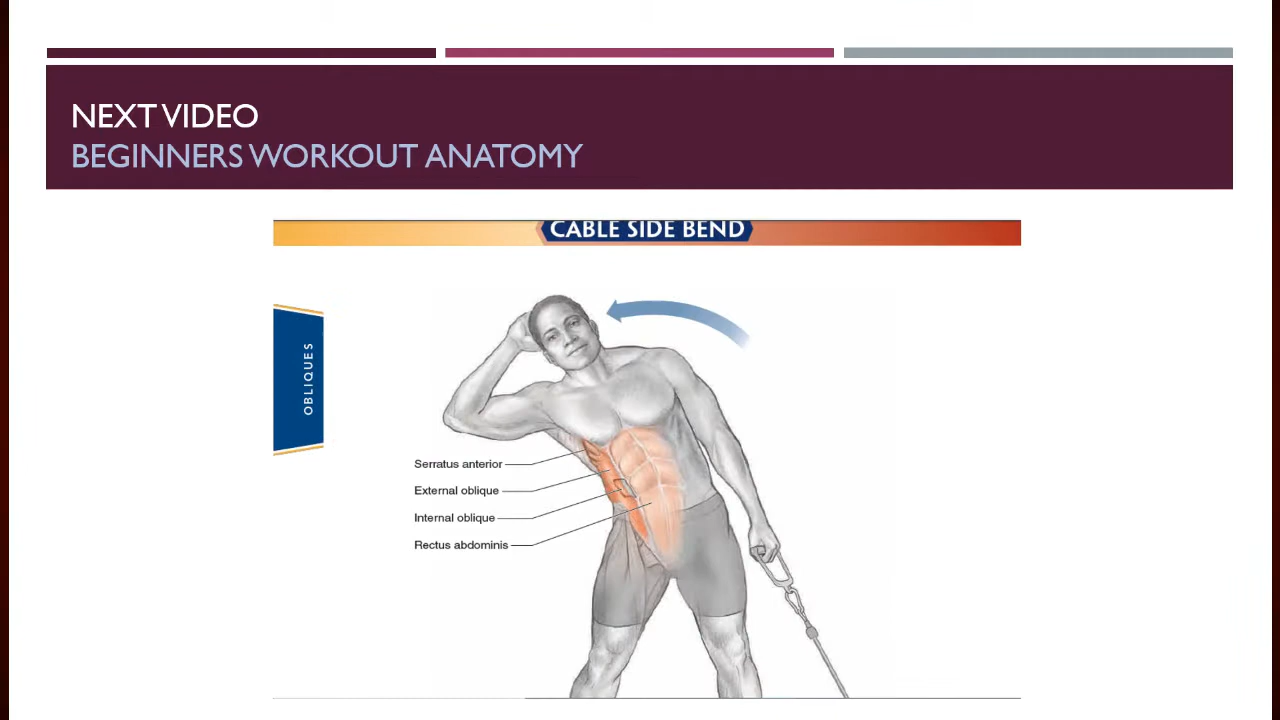 NEXT VIDEO
BEGINNERS WORKOUT ANATOMY
CABLE SIDE BEND
OBLIQUES
Serratus anterior
External oblique
Internal oblique
Rectus abdominis